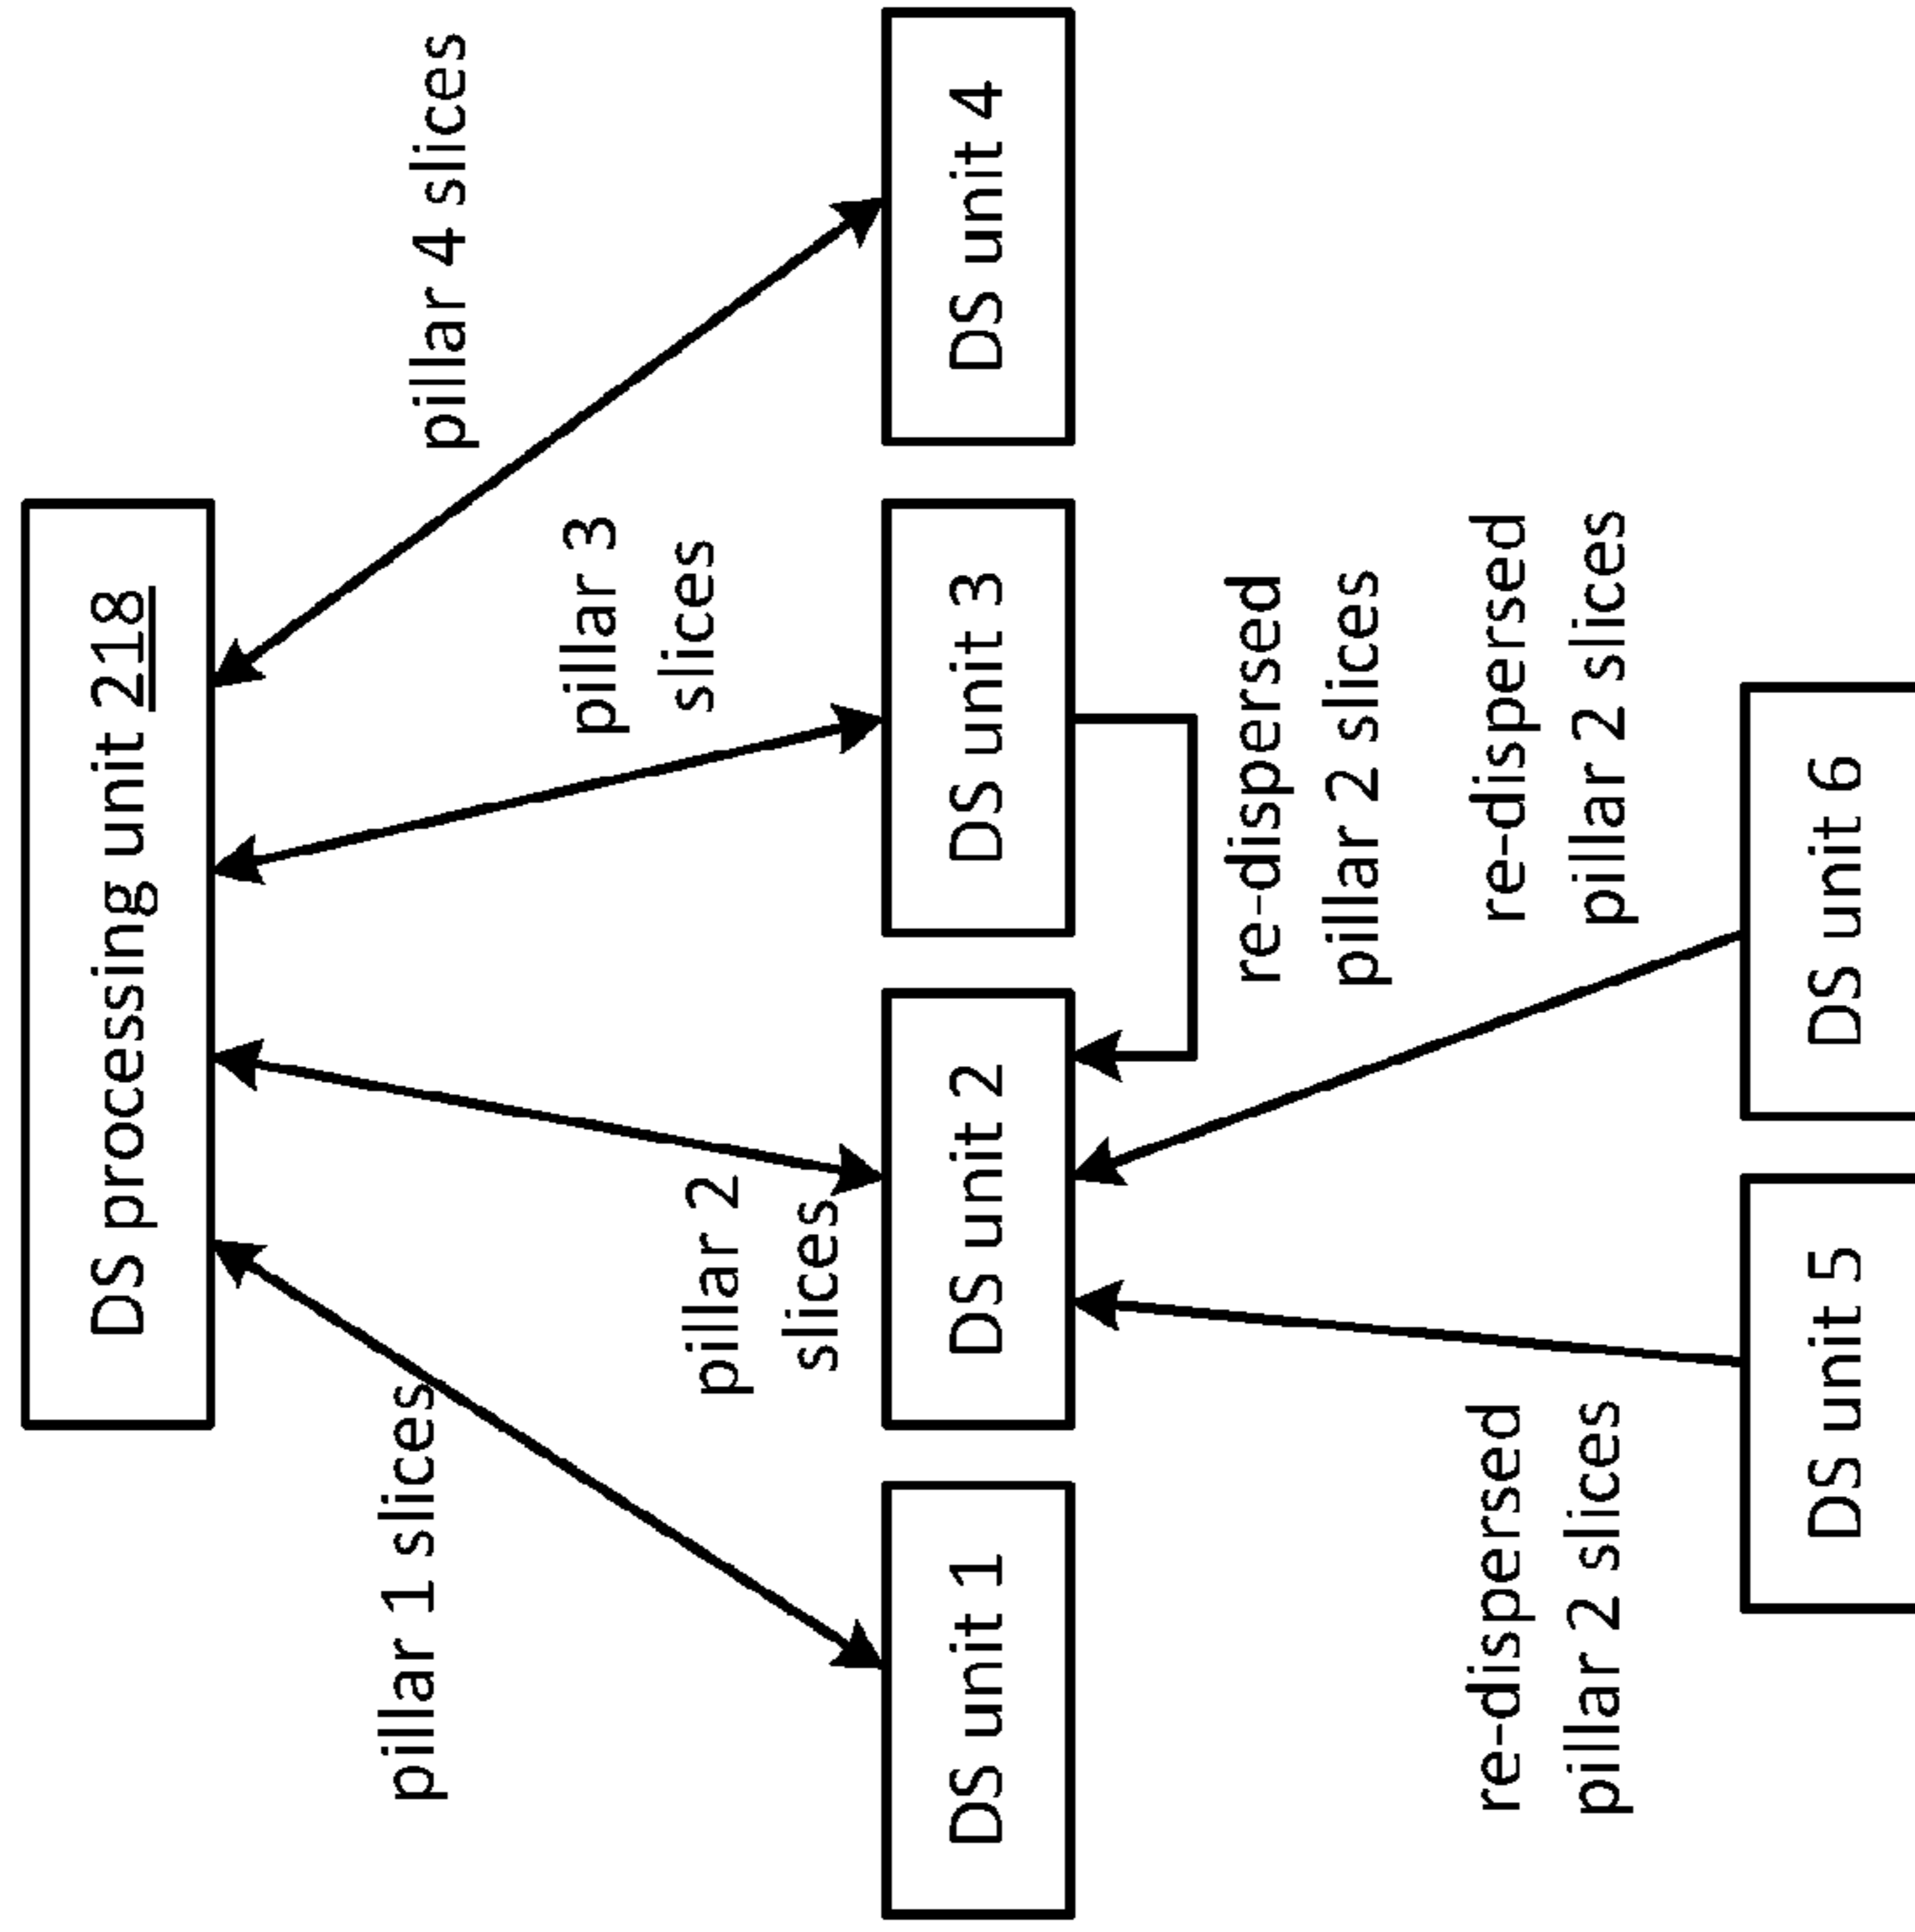 DS processing unit 218
pillar 1 slices
pillar 2
slices
pillar 3
slices
pillar 4 slices
DS unit 1
DS unit 2
DS unit 3
DS unit 4
re-dispersed
pillar 2 slices
re-dispersed
pillar 2 slices
re-dispersed
pillar 2 slices
DS unit 5
DS unit 6